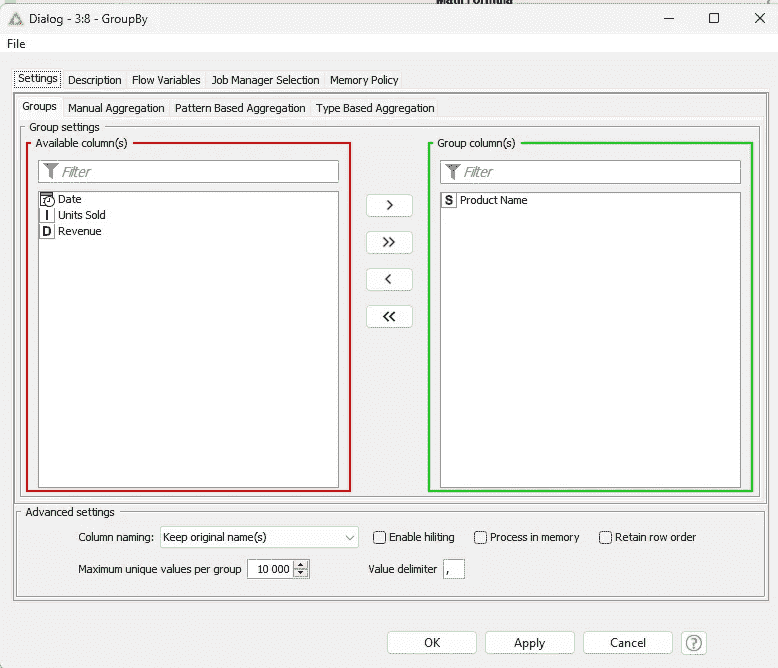 Dialog - 3:8 - GroupBy
File
Settings Description Flow Variables Job Manager Selection Memory Policy
Groups Manual Aggregation Pattern Based Aggregation Type Based Aggregation
Group settings
Available column(s) Group column(s)
Filter Filter
Date S Product Name
I Units Sold
D Revenue
>
>>
<
<<
Advanced settings
Column naming: Keep original name(s) Enable hiliting Process in memory Retain row order
Maximum unique values per group 10 000 Value delimiter ,
OK Apply Cancel ?